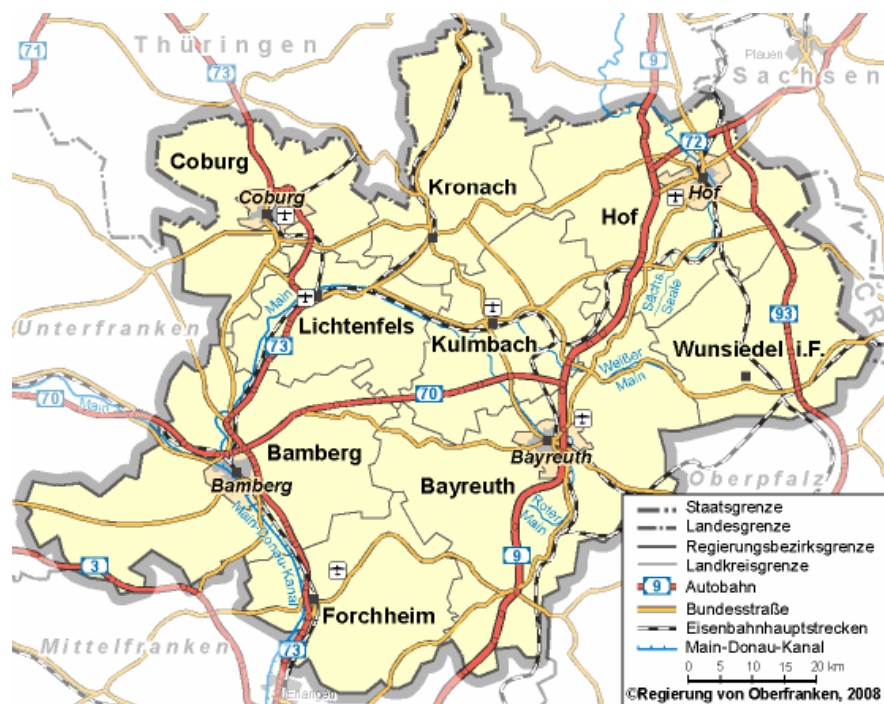 71
Thüringen
73
9
Plauen
Sachsen
72
Coburg
Coburg
Kronach
Hof
Hof
Main
Sächs.
Saale
Unterfranken
Lichtenfels
Kulmbach
93
73
Wunsiedel i.F.
Weißer
Main
70
Main
70
Bamberg
Bamberg
Bayreuth
Bayreuth
Oberpfalz
Main-Donau-Kanal
Roter
Main
3
9
Forchheim
Mittelfranken
73
Erlangen
Staatsgrenze
Landesgrenze
Regierungsbezirksgrenze
Landkreisgrenze
9 Autobahn
Bundesstraße
Eisenbahnhauptstrecken
Main-Donau-Kanal
0 5 10 15 20 km
©Regierung von Oberfranken, 2008